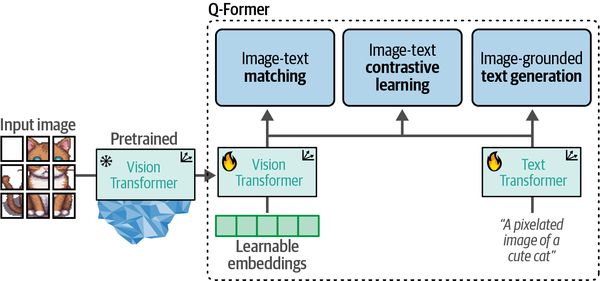 Q-Former
Image-text
matching
Image-text
contrastive
learning
Image-grounded
text generation
Input image
Pretrained
Vision
Transformer
Vision
Transformer
Text
Transformer
Learnable
embeddings
"A pixelated
image of a
cute cat"